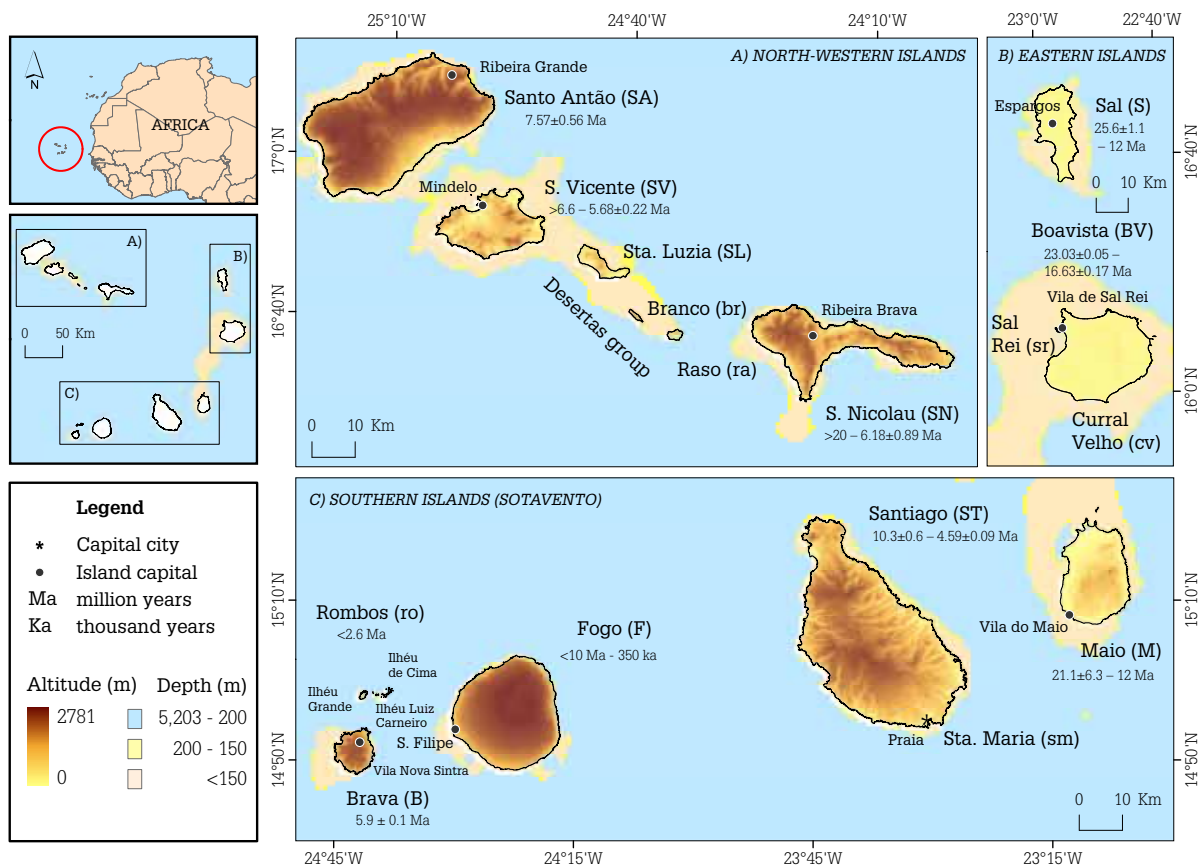 25°10'W
24°40'W
24°10'W
23°0'W
22°40'W
N
AFRICA
A)
B)
C)
0 50 Km
A) NORTH-WESTERN ISLANDS
Ribeira Grande
Santo Antão (SA)
7.57±0.56 Ma
Mindelo
S. Vicente (SV)
>6.6 – 5.68±0.22 Ma
Sta. Luzia (SL)
Desertas group
Branco (br)
Ribeira Brava
Raso (ra)
S. Nicolau (SN)
>20 – 6.18±0.89 Ma
0 10 Km
17°0'N
16°40'N
B) EASTERN ISLANDS
Espargos
Sal (S)
25.6±1.1
– 12 Ma
0 10 Km
Boavista (BV)
23.03±0.05 –
16.63±0.17 Ma
Vila de Sal Rei
Sal
Rei (sr)
Curral
Velho (cv)
16°40'N
16°0'N
Legend
* Capital city
Island capital
Ma million years
Ka thousand years
Altitude (m)
2781
0
Depth (m)
5,203 - 200
200 - 150
<150
C) SOUTHERN ISLANDS (SOTAVENTO)
Santiago (ST)
10.3±0.6 – 4.59±0.09 Ma
Rombos (ro)
<2.6 Ma
Fogo (F)
<10 Ma - 350 ka
Ilhéu
de Cima
Ilhéu
Grande
Ilhéu Luiz
Carneiro
S. Filipe
Vila Nova Sintra
Brava (B)
5.9 ± 0.1 Ma
Vila do Maio
Maio (M)
21.1±6.3 – 12 Ma
Praia
Sta. Maria (sm)
0 10 Km
15°10'N
14°50'N
15°10'N
14°50'N
24°45'W
24°15'W
23°45'W
23°15'W